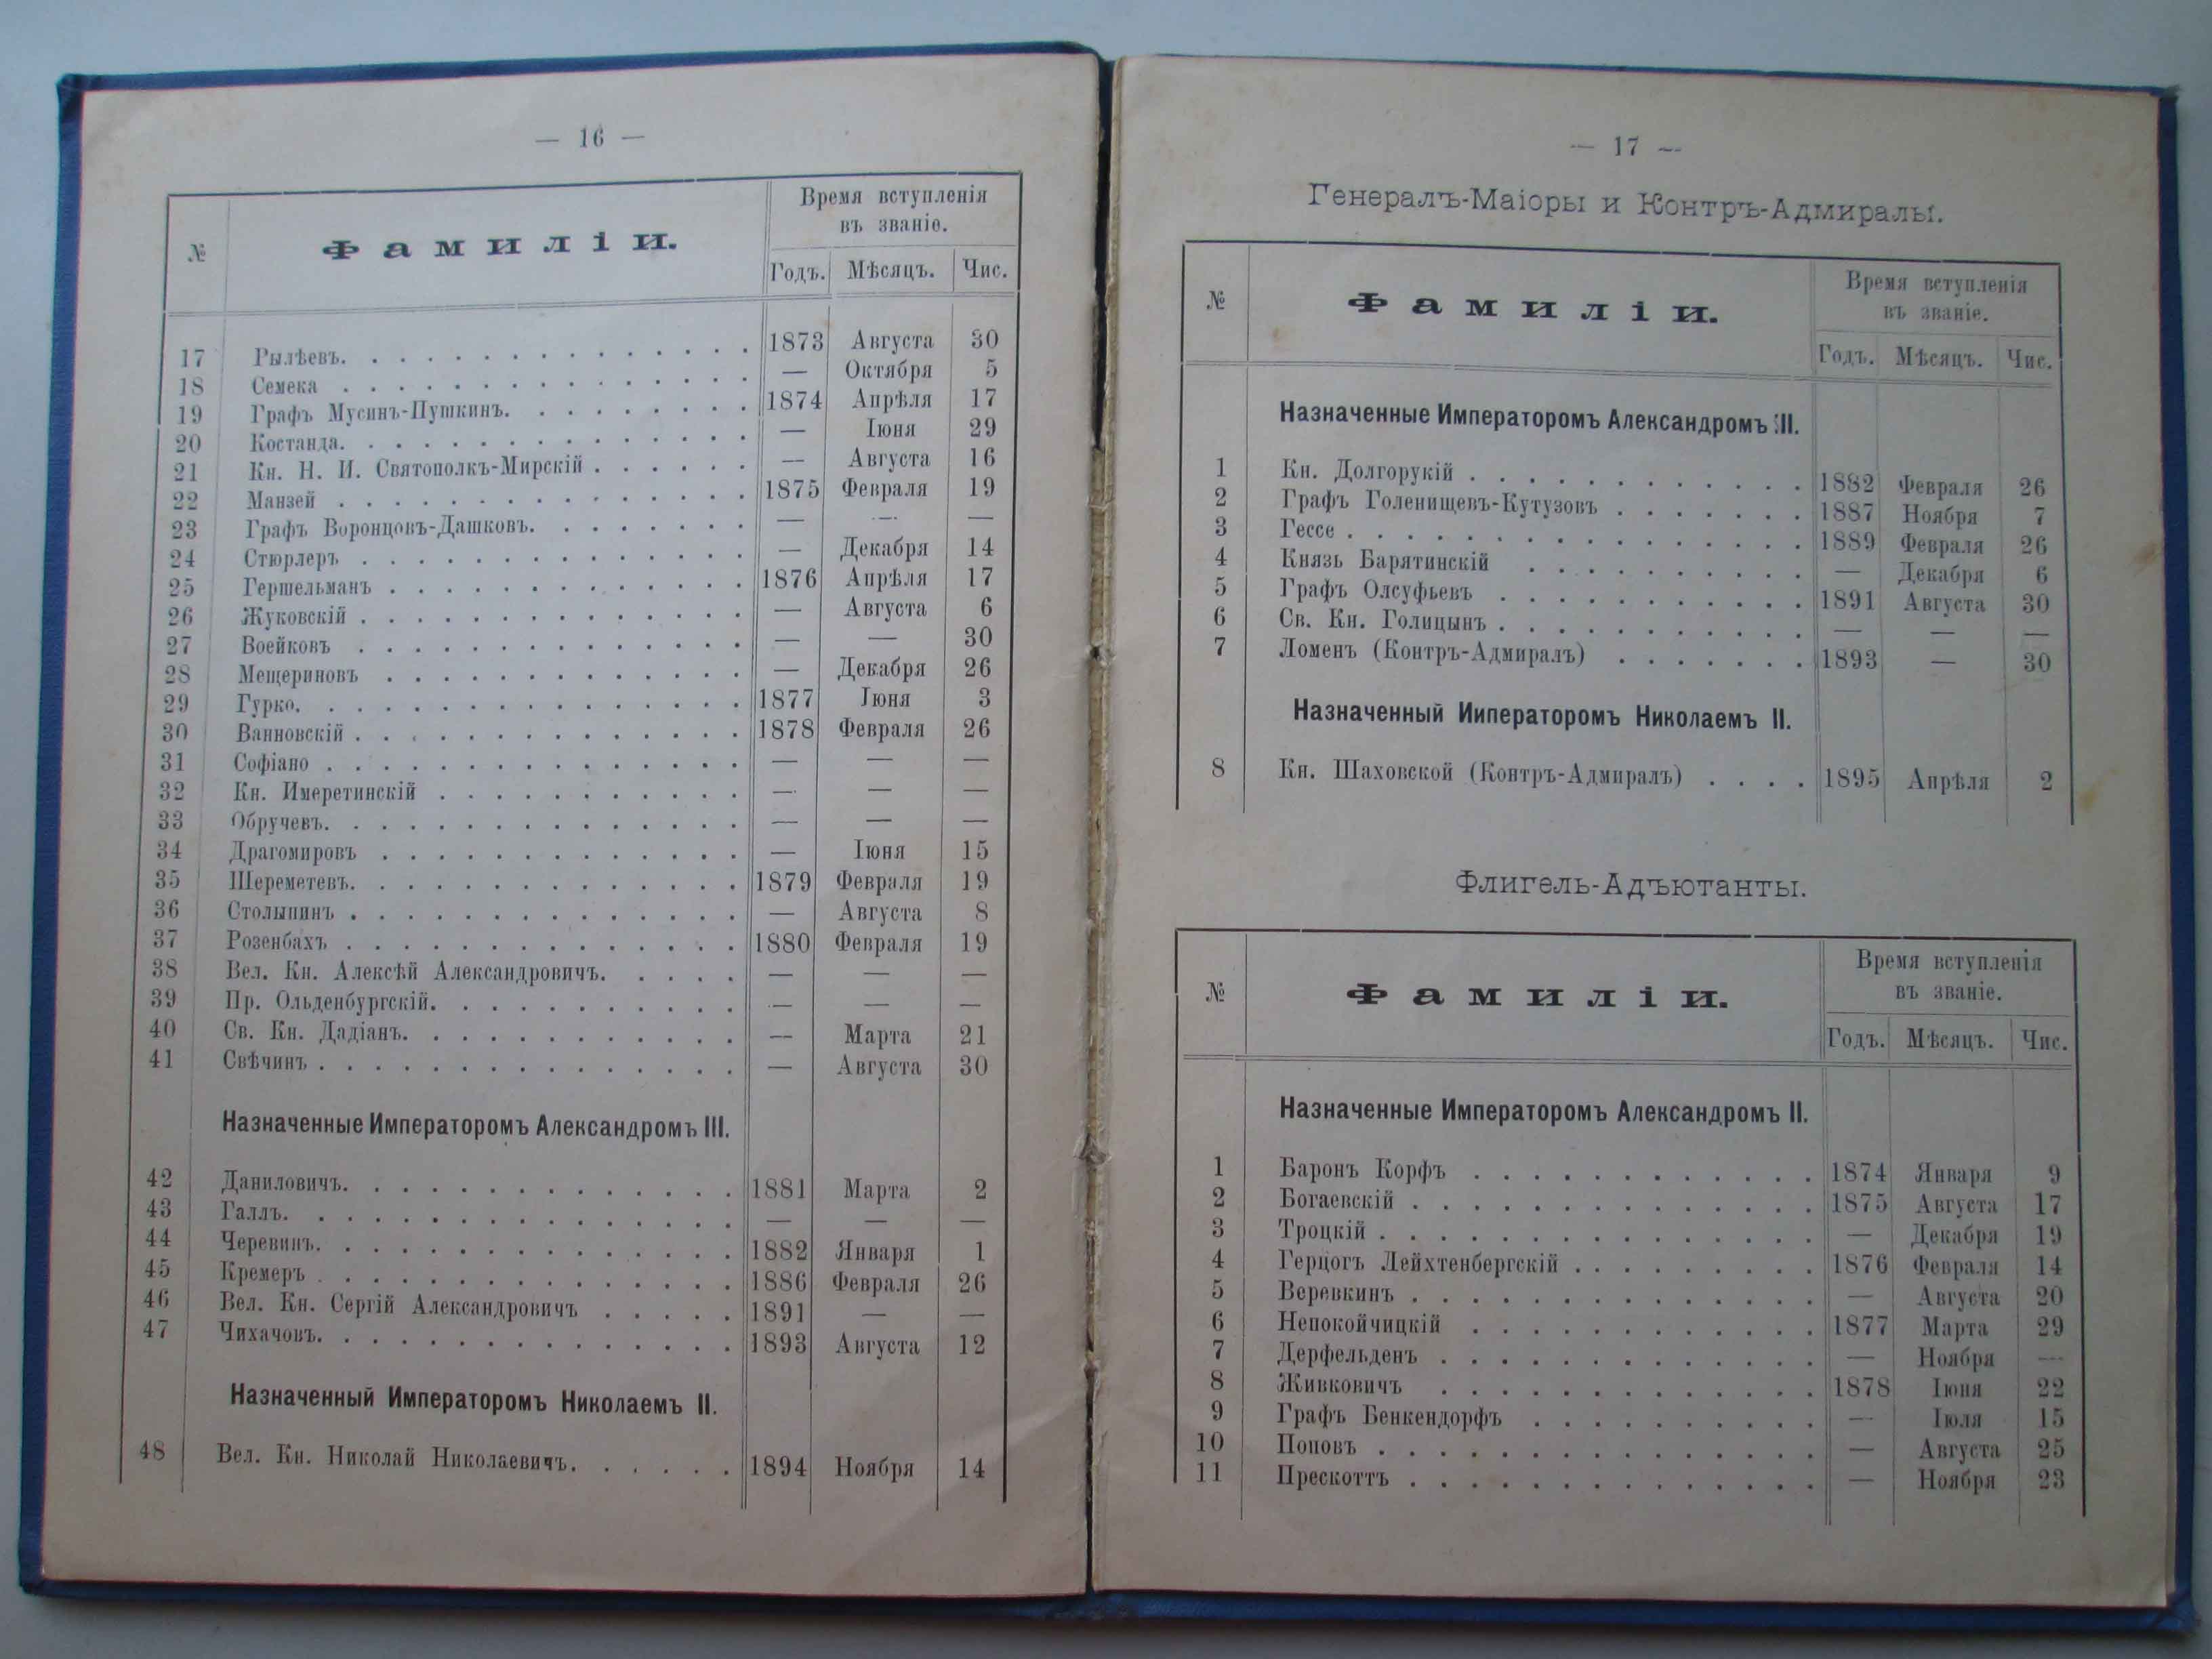 — 16 —
№ Фамиліи. Время вступленія въ званіе.
Годъ. Мѣсяцъ. Чис.
17 Рылѣевъ. 1873 Августа 30
18 Семека — Октября 5
19 Графъ Мусинъ-Пушкинъ. 1874 Апрѣля 17
20 Костанда. — Іюня 29
21 Кн. Н. И. Святополкъ-Мирскій — Августа 16
22 Манзей 1875 Февраля 19
23 Графъ Воронцовъ-Дашковъ. — — —
24 Стюрлеръ — Декабря 14
25 Гершельманъ 1876 Апрѣля 17
26 Жуковскій — Августа 6
27 Воейковъ — — 30
28 Мещериновъ — Декабря 26
29 Гурко. 1877 Іюня 3
30 Ванновскій 1878 Февраля 26
31 Софіано — — —
32 Кн. Имеретинскій — — —
33 Обручевъ. — — —
34 Драгомировъ — Іюня 15
35 Шереметевъ. 1879 Февраля 19
36 Столыпинъ — Августа 8
37 Розенбахъ 1880 Февраля 19
38 Вел. Кн. Алексѣй Александровичъ. — — —
39 Пр. Ольденбургскій. — — —
40 Св. Кн. Дадіанъ. — Марта 21
41 Свѣчинъ — Августа 30
Назначенные Императоромъ Александромъ III.
42 Даниловичъ. 1881 Марта 2
43 Галлъ. — — —
44 Черевинъ. 1882 Января 1
45 Кремеръ 1886 Февраля 26
46 Вел. Кн. Сергій Александровичъ 1891 — —
47 Чихачовъ. 1893 Августа 12
Назначенный Императоромъ Николаемъ II.
48 Вел. Кн. Николай Николаевичъ. 1894 Ноября 14
— 17 —
Генералъ-Маіоры и Контръ-Адмиралы.
№ Фамиліи. Время вступленія въ званіе.
Годъ. Мѣсяцъ. Чис.
Назначенные Императоромъ Александромъ III.
1 Кн. Долгорукій 1882 Февраля 26
2 Графъ Голенищевъ-Кутузовъ 1887 Ноября 7
3 Гессе 1889 Февраля 26
4 Князь Барятинскій — Декабря 6
5 Графъ Олсуфьевъ 1891 Августа 30
6 Св. Кн. Голицынъ — — —
7 Ломенъ (Контръ-Адмиралъ) 1893 — 30
Назначенный Ииператоромъ Николаемъ II.
8 Кн. Шаховской (Контръ-Адмиралъ) 1895 Апрѣля 2
Флигель-Адъютанты.
№ Фамиліи. Время вступленія въ званіе.
Годъ. Мѣсяцъ. Чис.
Назначенные Императоромъ Александромъ II.
1 Баронъ Корфъ 1874 Января 9
2 Богаевскій 1875 Августа 17
3 Троцкій — Декабря 19
4 Герцогъ Лейхтенбергскій 1876 Февраля 14
5 Веревкинъ — Августа 20
6 Непокойчицкій 1877 Марта 29
7 Дерфельденъ — Ноября —
8 Живковичъ 1878 Іюня 22
9 Графъ Бенкендорфъ — Іюля 15
10 Поповъ — Августа 25
11 Прескоттъ — Ноября 23